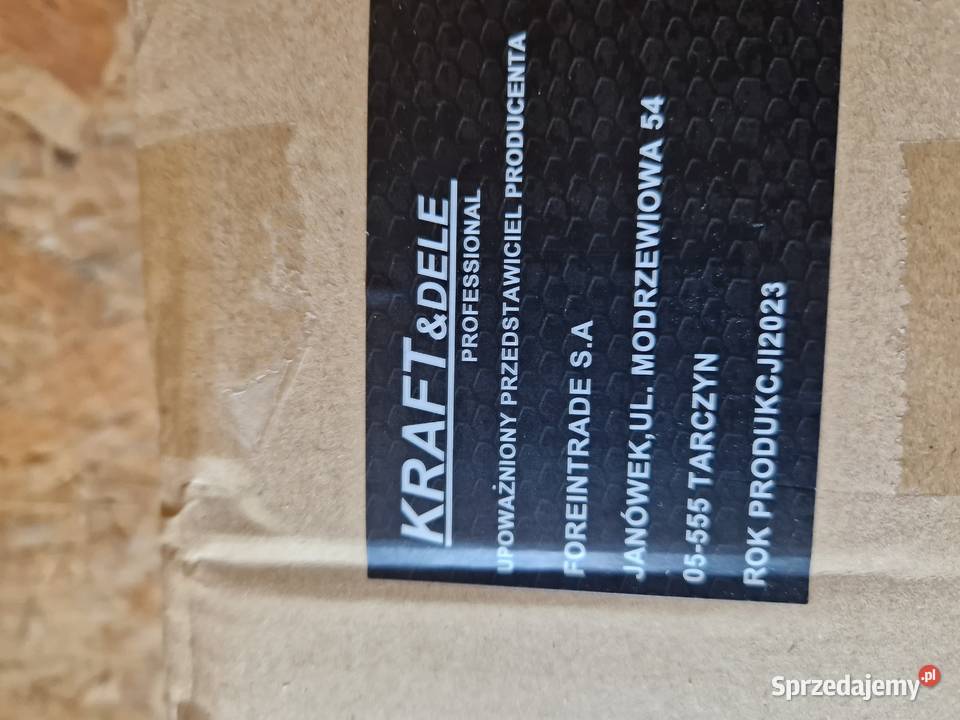 KRAFT&DELE
PROFESSIONAL
UPOWAŻNIONY PRZEDSTAWICIEL PRODUCENTA
FOREINTRADE S.A
JANÓWEK,UL. MODRZEWIOWA 54
05-555 TARCZYN
ROK PRODUKCJI2023
Sprzedajemy.pl